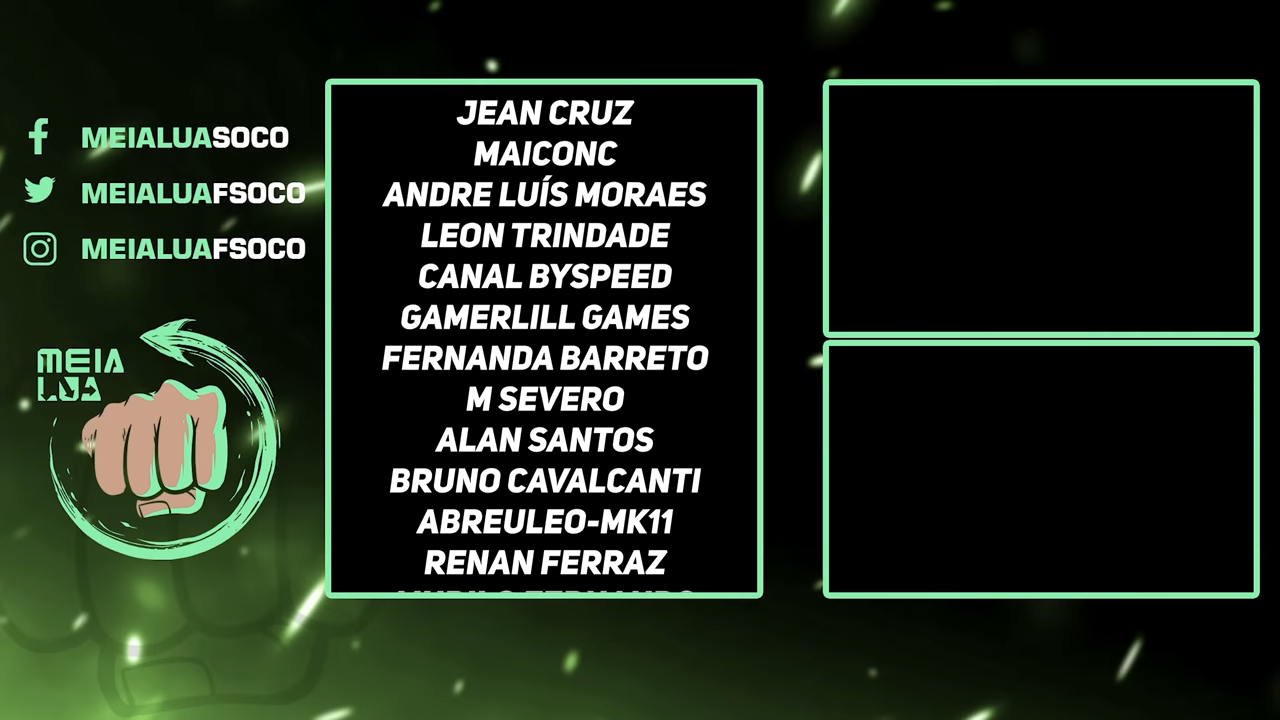 MEIALUASOCO
MEIALUAFSOCO
MEIALUAFSOCO
MEIA
LUA
JEAN CRUZ
MAICONC
ANDRE LUÍS MORAES
LEON TRINDADE
CANAL BYSPEED
GAMERLILL GAMES
FERNANDA BARRETO
M SEVERO
ALAN SANTOS
BRUNO CAVALCANTI
ABREULEO-MK11
RENAN FERRAZ